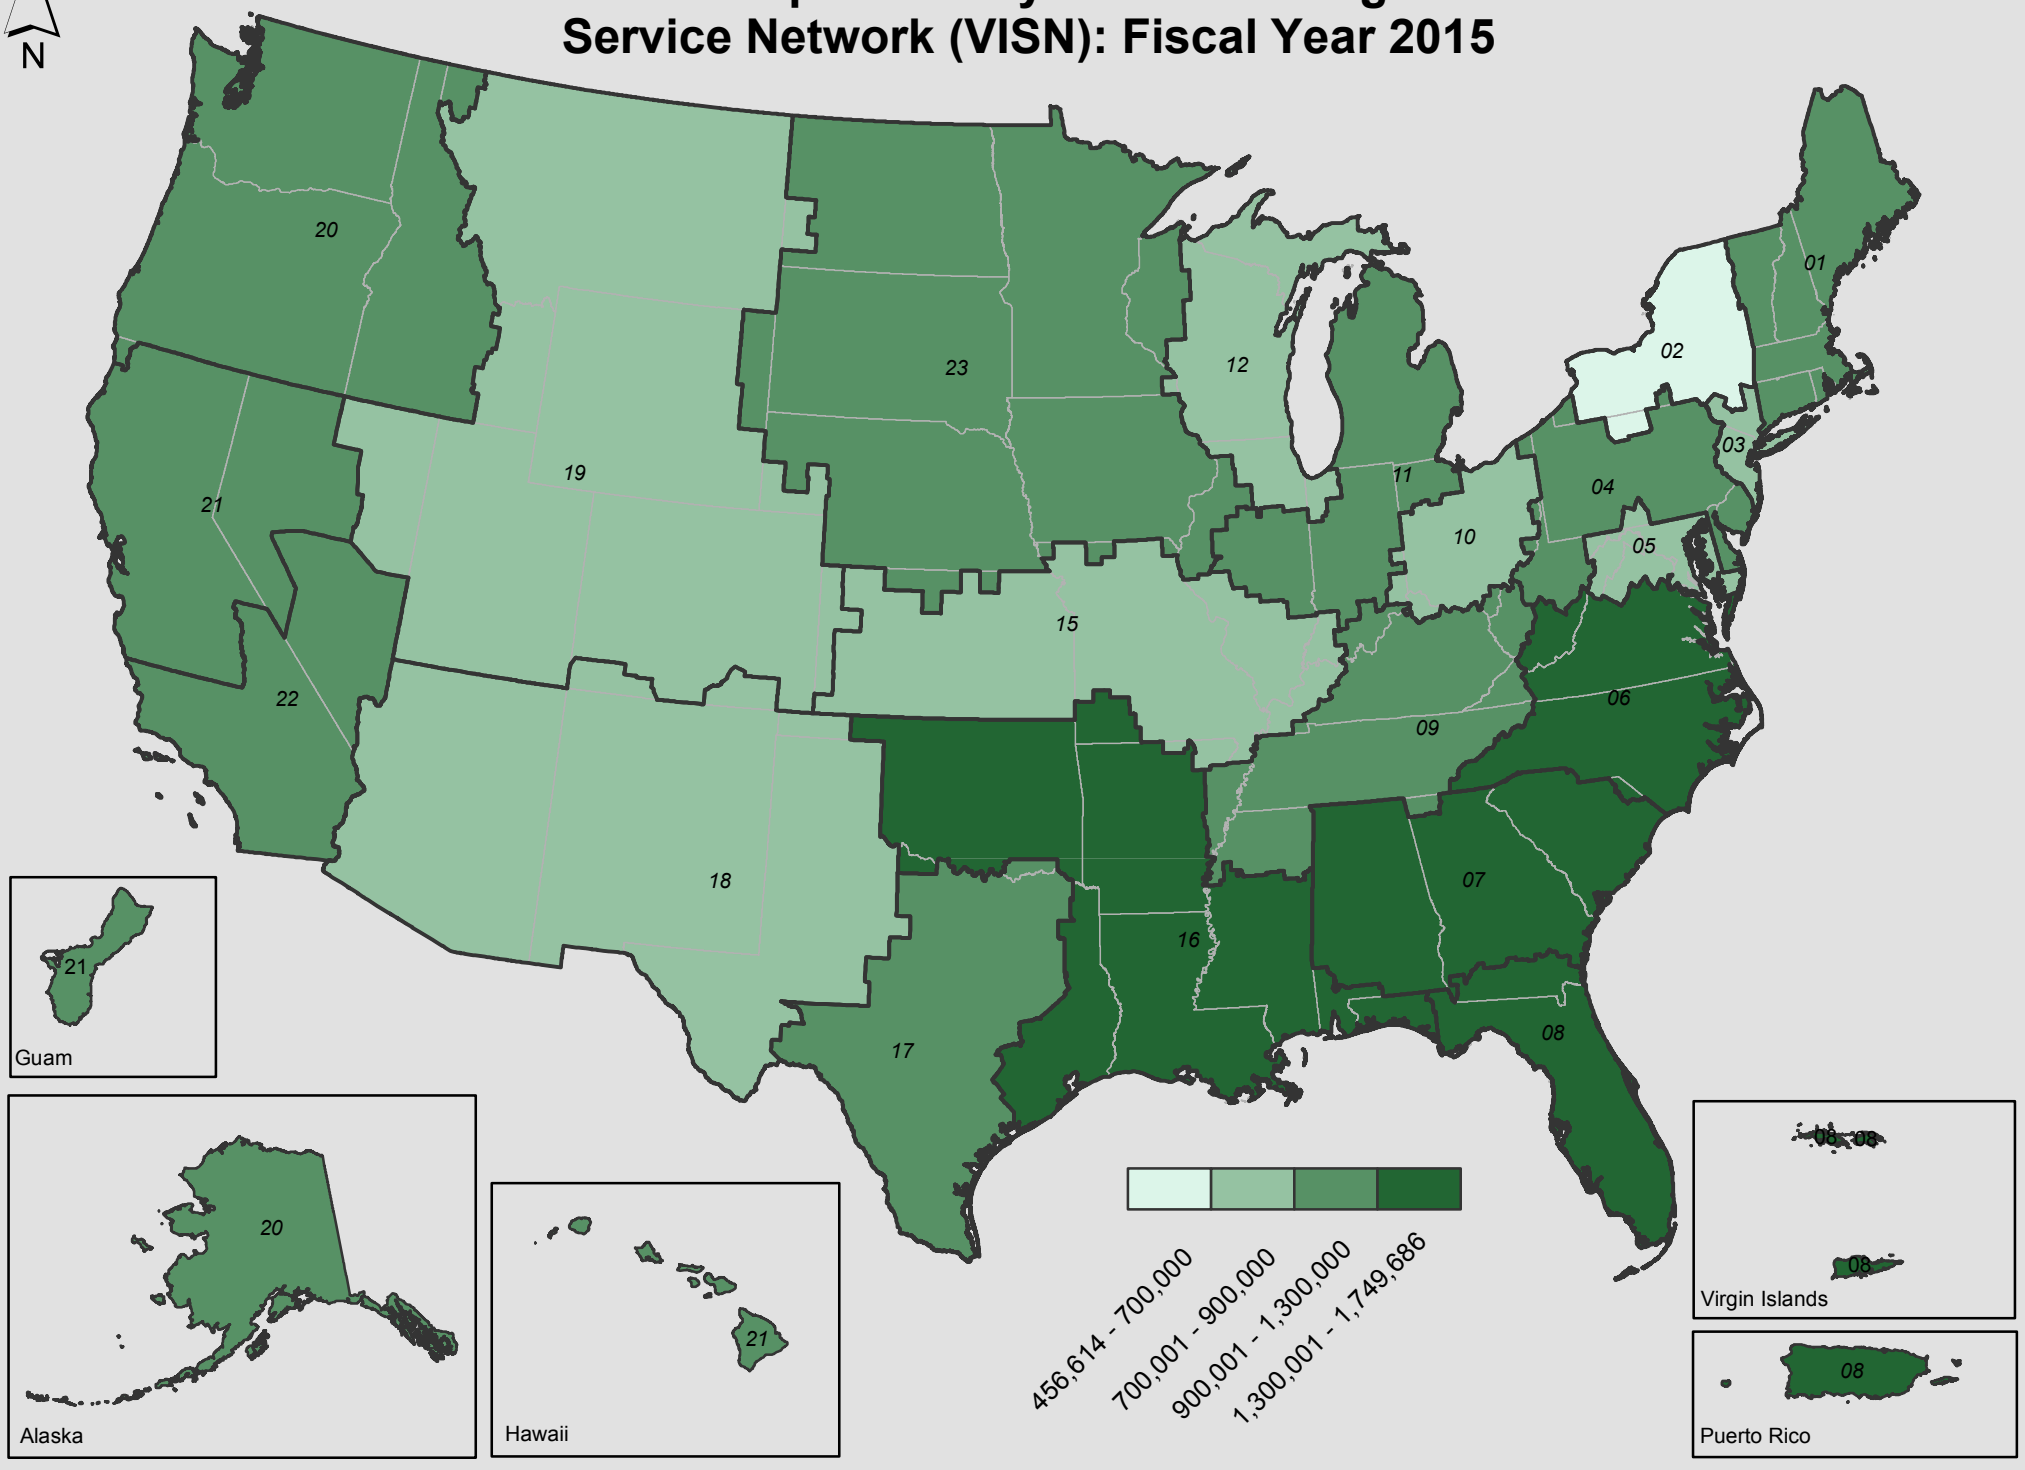 N
Service Network (VISN): Fiscal Year 2015
20
01
02
23
12
03
21
19
11
04
10
05
15
22
06
09
18
07
16
17
08
21
Guam
20
Alaska
21
Hawaii
456,614 - 700,000
700,001 - 900,000
900,001 - 1,300,000
1,300,001 - 1,749,686
08 08
08
Virgin Islands
08
Puerto Rico